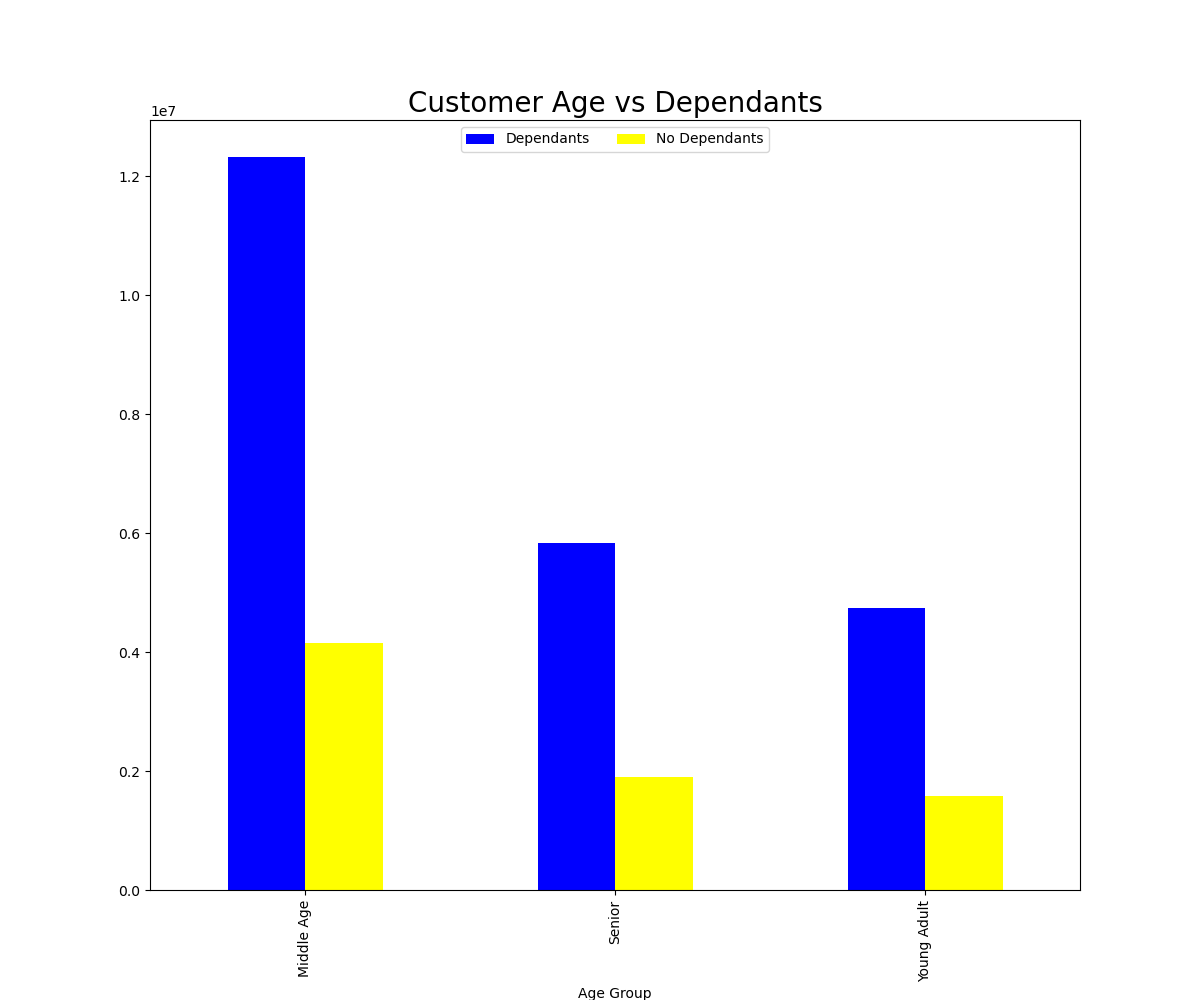 Customer Age vs Dependants
1e7
Dependants No Dependants
1.2
1.0
0.8
0.6
0.4
0.2
0.0
Middle Age
Senior
Young Adult
Age Group